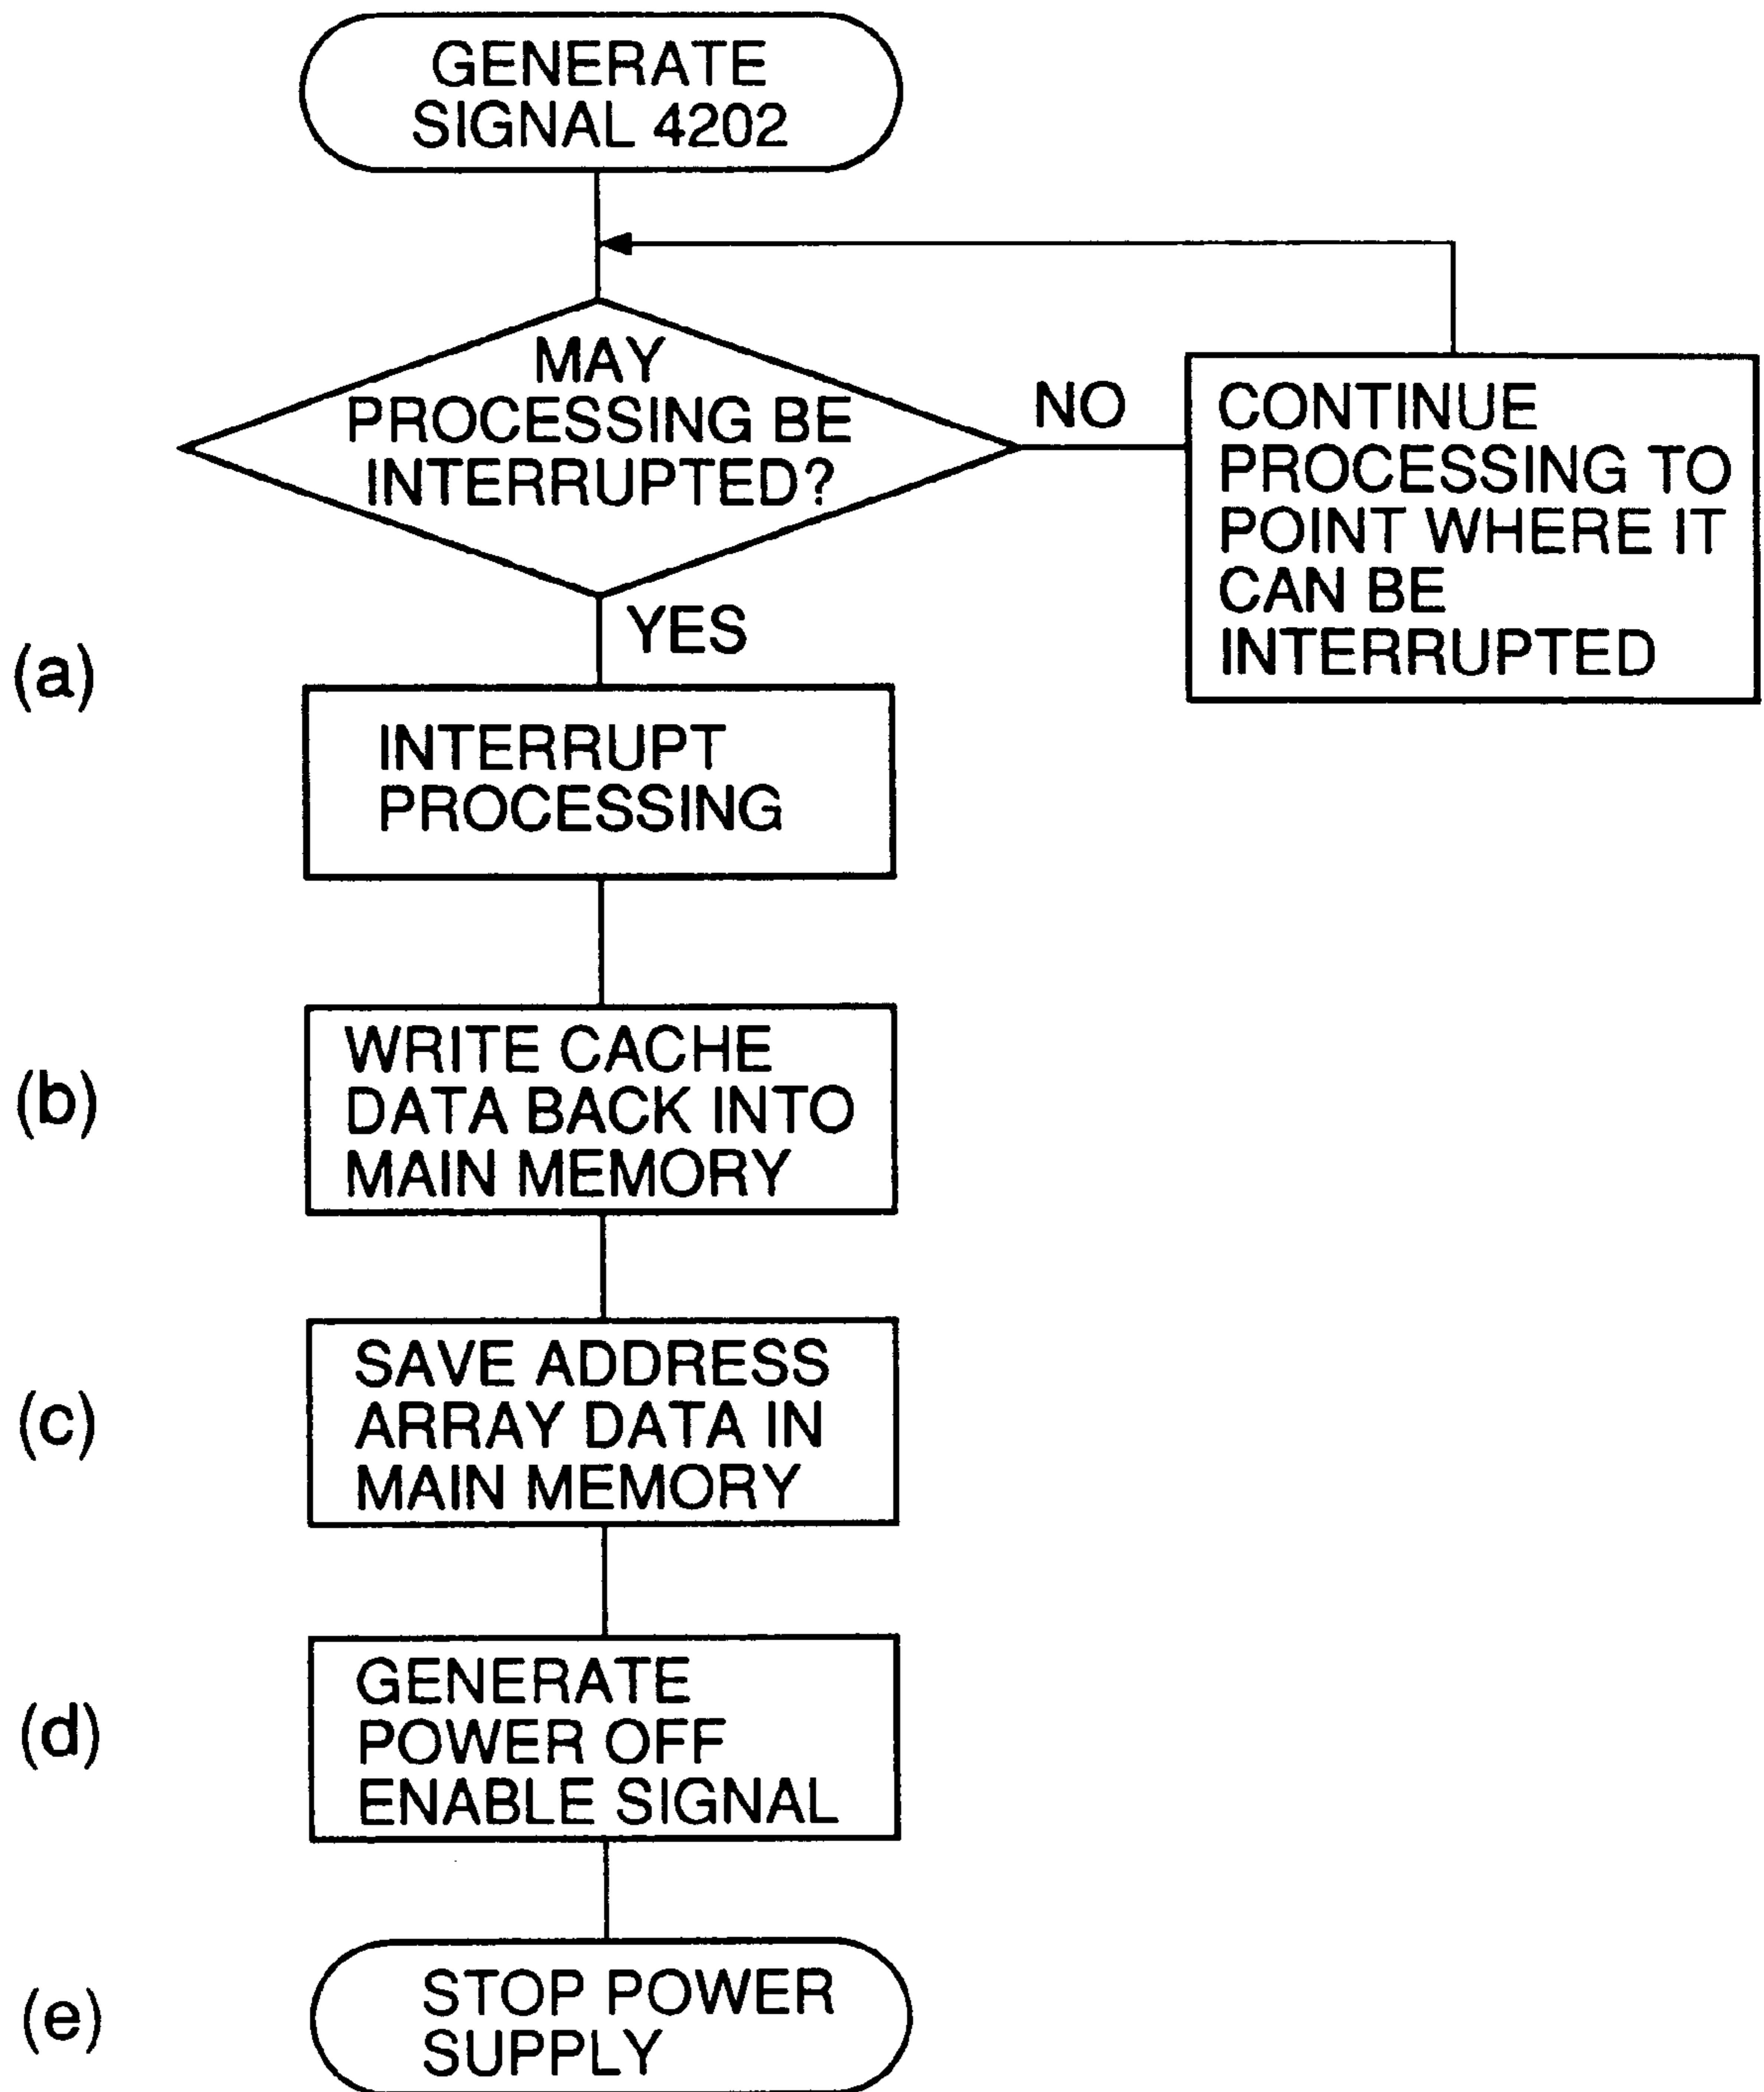 GENERATE
SIGNAL 4202
MAY
PROCESSING BE
INTERRUPTED?
NO
CONTINUE
PROCESSING TO
POINT WHERE IT
CAN BE
INTERRUPTED
YES
(a)
INTERRUPT
PROCESSING
(b)
WRITE CACHE
DATA BACK INTO
MAIN MEMORY
(c)
SAVE ADDRESS
ARRAY DATA IN
MAIN MEMORY
(d)
GENERATE
POWER OFF
ENABLE SIGNAL
(e)
STOP POWER
SUPPLY